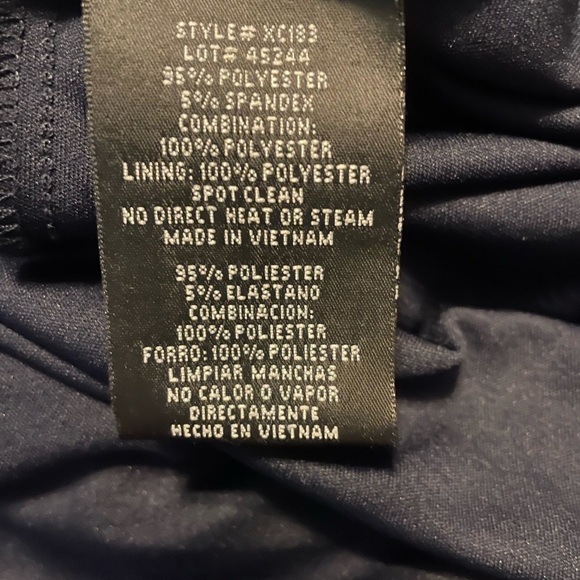 STYLE# XC193
LOT# 45244
95% POLYESTER
5% SPANDEX
COMBINATION:
100% POLYESTER
LINING: 100% POLYESTER
SPOT CLEAN
NO DIRECT HEAT OR STEAM
MADE IN VIETNAM
95% POLIESTER
5% ELASTANO
COMBINACION:
100% POLIESTER
FORRO: 100% POLIESTER
LIMPIAR MANCHAS
NO CALOR O VAPOR
DIRECTAMENTE
HECHO EN VIETNAM